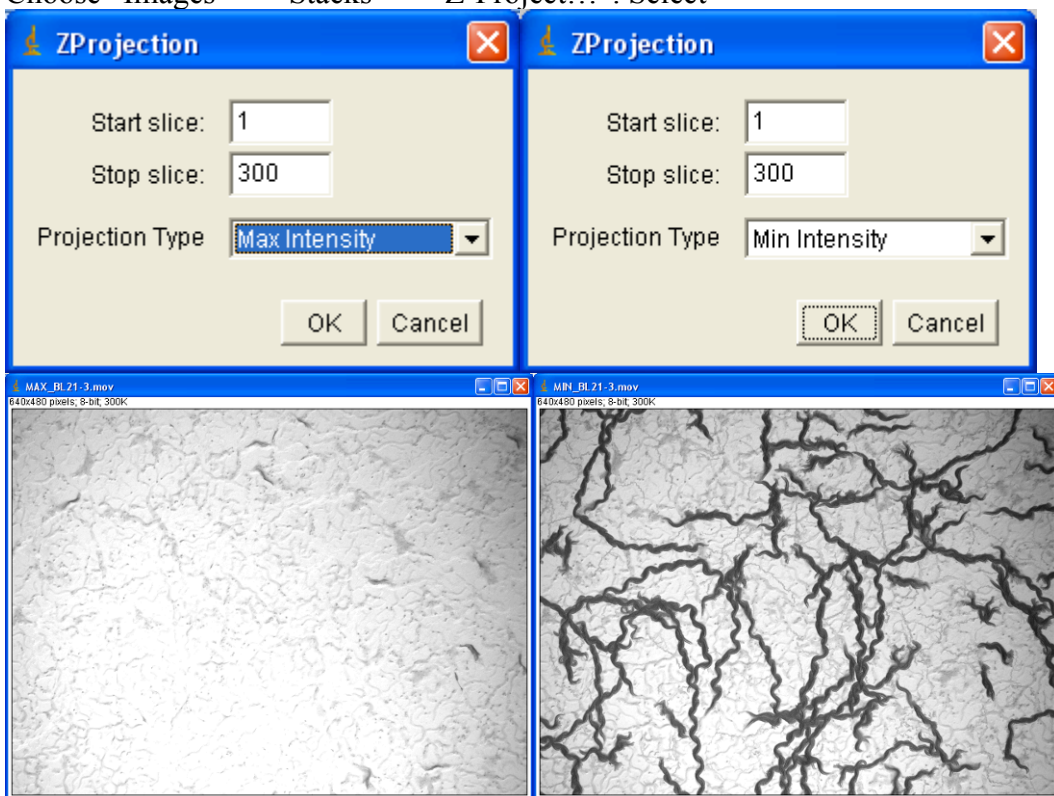 Choose "Images" "Stacks" "Z Project…". Select
ZProjection
Start slice: 1
Stop slice: 300
Projection Type Max Intensity
OK Cancel
ZProjection
Start slice: 1
Stop slice: 300
Projection Type Min Intensity
OK Cancel
MAX_BL21-3.mov
640x480 pixels; 8-bit; 300K
MIN_BL21-3.mov
640x480 pixels; 8-bit; 300K